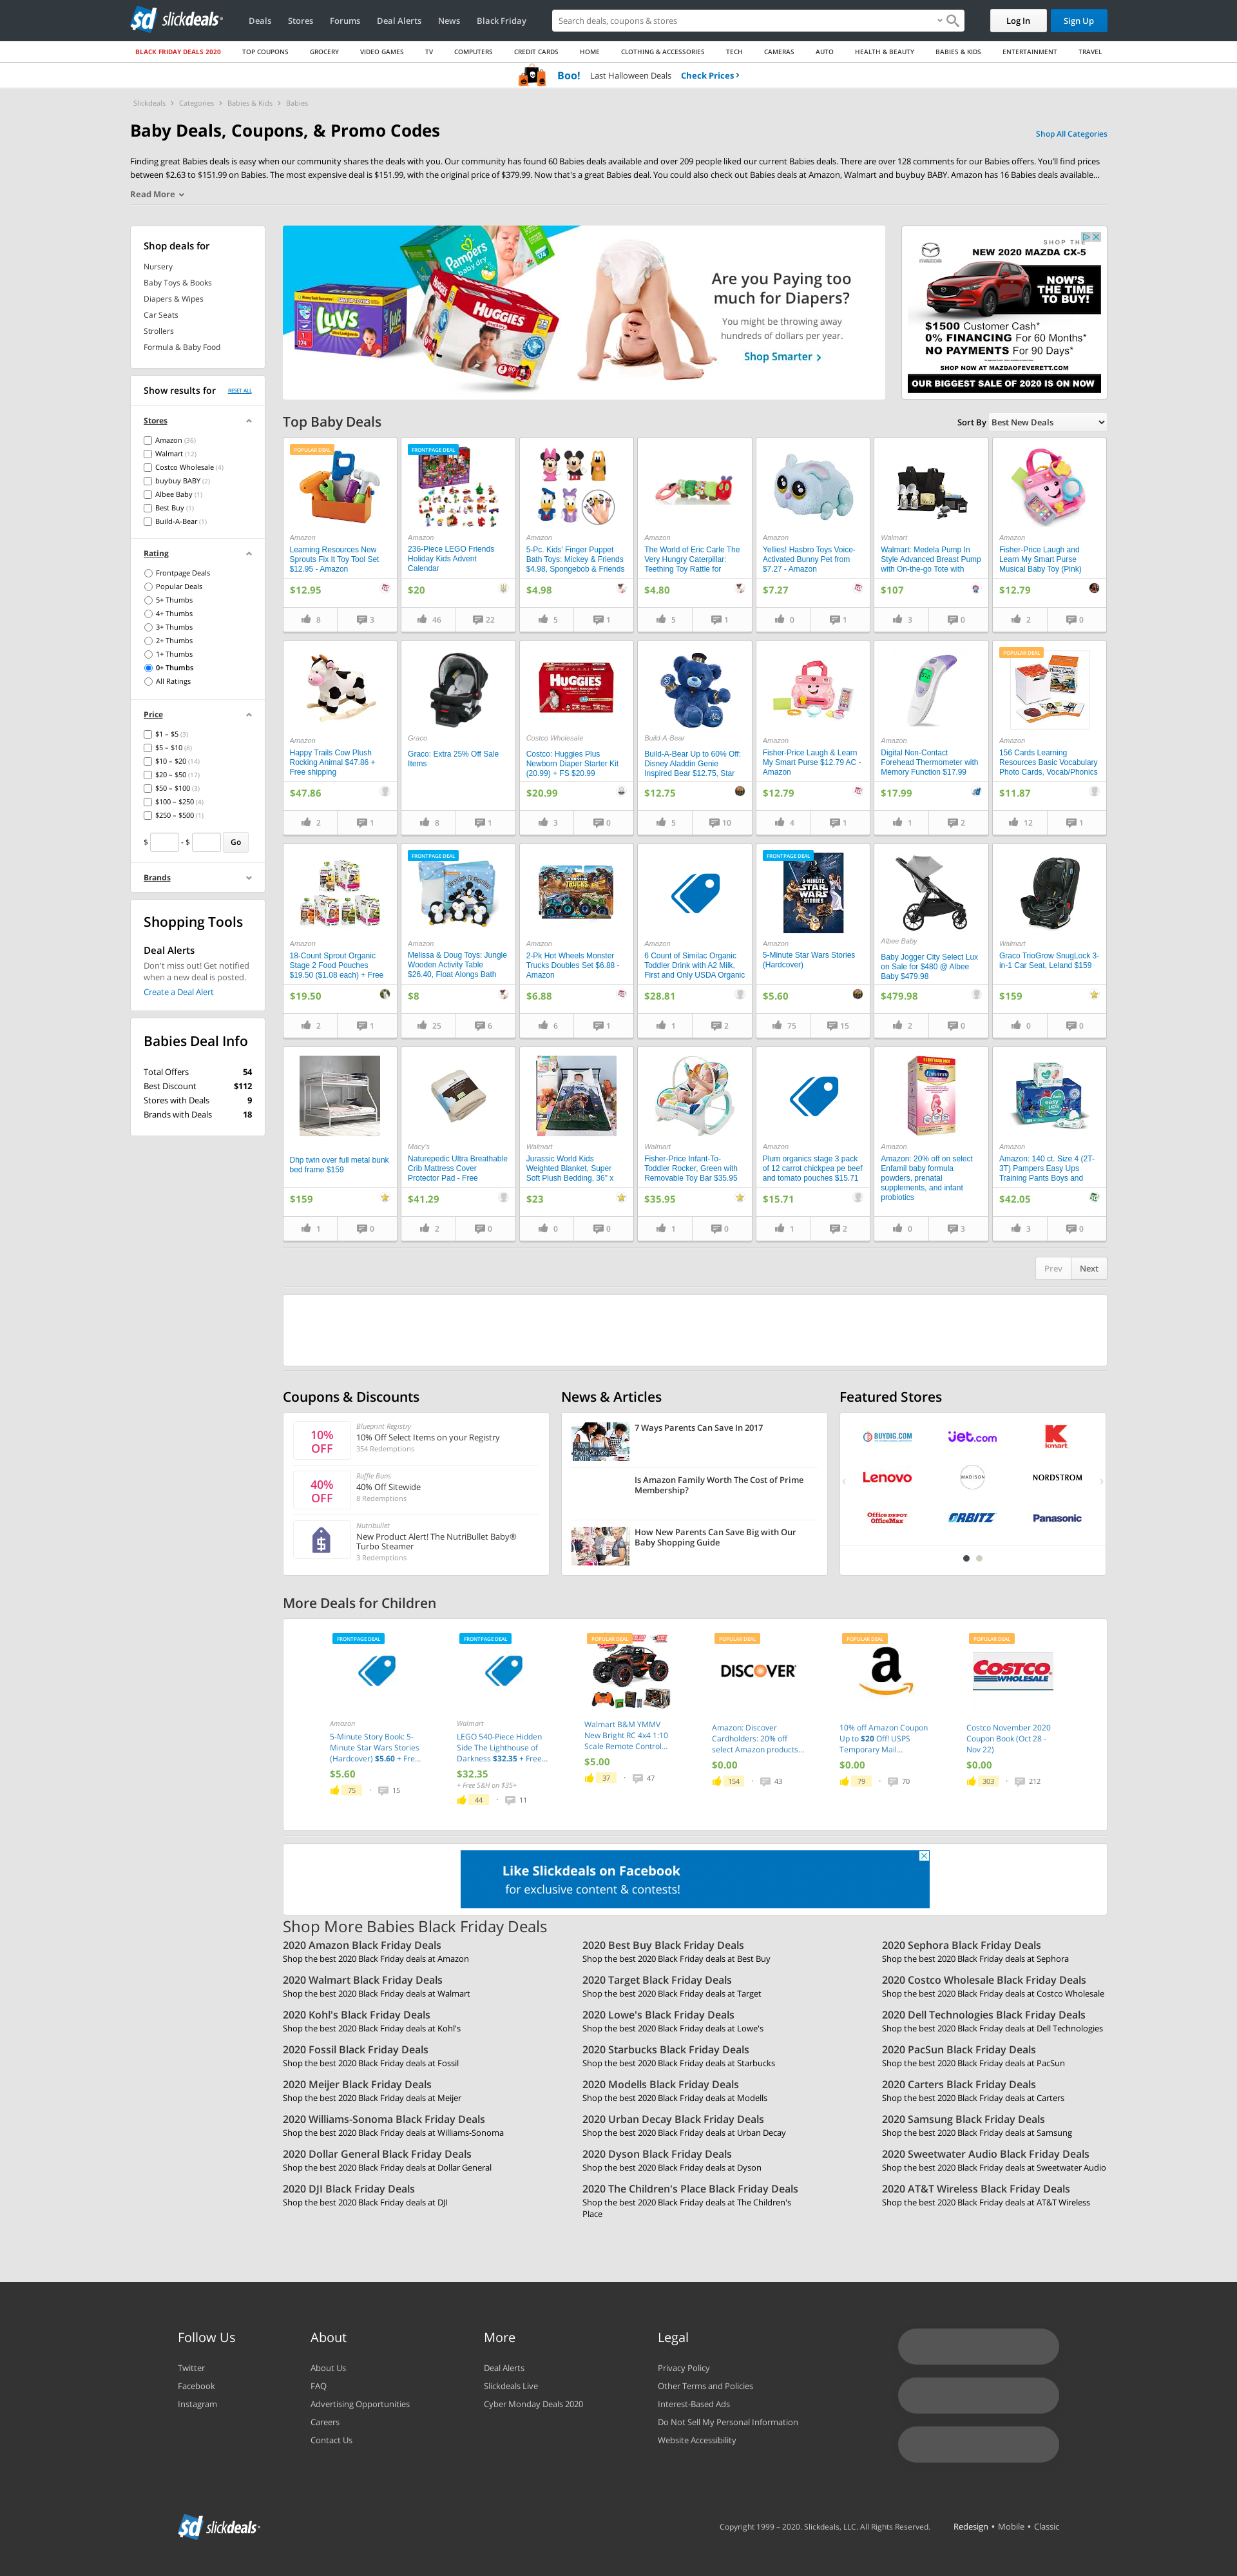 slickdeals
Deals Stores Forums Deal Alerts News Black Friday
Search deals, coupons & stores
Log In Sign Up
BLACK FRIDAY DEALS 2020 TOP COUPONS GROCERY VIDEO GAMES TV COMPUTERS CREDIT CARDS HOME CLOTHING & ACCESSORIES TECH CAMERAS AUTO HEALTH & BEAUTY BABIES & KIDS ENTERTAINMENT TRAVEL
Boo! Last Halloween Deals Check Prices
Slickdeals › Categories › Babies & Kids › Babies
Baby Deals, Coupons, & Promo Codes
Shop All Categories
Finding great Babies deals is easy when our community shares the deals with you. Our community has found 60 Babies deals available and over 209 people liked our current Babies deals. There are over 128 comments for our Babies offers. You'll find prices
between $2.63 to $151.99 on Babies. The most expensive deal is $151.99, with the original price of $379.99. Now that's a great Babies deal. You could also check out Babies deals at Amazon, Walmart and buybuy BABY. Amazon has 16 Babies deals available...
Read More
Shop deals for
Nursery
Baby Toys & Books
Diapers & Wipes
Car Seats
Strollers
Formula & Baby Food
Show results for RESET ALL
Stores
Amazon (36)
Walmart (12)
Costco Wholesale (4)
buybuy BABY (2)
Albee Baby (1)
Best Buy (1)
Build-A-Bear (1)
Rating
Frontpage Deals
Popular Deals
5+ Thumbs
4+ Thumbs
3+ Thumbs
2+ Thumbs
1+ Thumbs
0+ Thumbs
All Ratings
Price
$1 – $5 (3)
$5 – $10 (8)
$10 – $20 (14)
$20 – $50 (17)
$50 – $100 (3)
$100 – $250 (4)
$250 – $500 (1)
$ - $ Go
Brands
Shopping Tools
Deal Alerts
Don't miss out! Get notified
when a new deal is posted.
Create a Deal Alert
Babies Deal Info
Total Offers 54
Best Discount $112
Stores with Deals 9
Brands with Deals 18
Pampers
baby dry
Luvs
HUGGIES
Are you Paying too
much for Diapers?
You might be throwing away
hundreds of dollars per year.
Shop Smarter
SHOP THE
NEW 2020 MAZDA CX-5
NOW'S
THE TIME
TO BUY!
$1500 Customer Cash*
0% FINANCING For 60 Months*
NO PAYMENTS For 90 Days*
SHOP NOW AT MAZDAOFEVERETT.COM
OUR BIGGEST SALE OF 2020 IS ON NOW
Top Baby Deals
Sort By Best New Deals
POPULAR DEAL
Amazon
Learning Resources New
Sprouts Fix It Toy Tool Set
$12.95 - Amazon
$12.95
8 3
FRONTPAGE DEAL
Amazon
236-Piece LEGO Friends
Holiday Kids Advent
Calendar
$20
46 22
Amazon
5-Pc. Kids' Finger Puppet
Bath Toys: Mickey & Friends
$4.98, Spongebob & Friends
$4.98
5 1
Amazon
The World of Eric Carle The
Very Hungry Caterpillar:
Teething Toy Rattle for
$4.80
5 1
Amazon
Yellies! Hasbro Toys Voice-
Activated Bunny Pet from
$7.27 - Amazon
$7.27
0 1
Walmart
Walmart: Medela Pump In
Style Advanced Breast Pump
with On-the-go Tote with
$107
3 0
Amazon
Fisher-Price Laugh and
Learn My Smart Purse
Musical Baby Toy (Pink)
$12.79
2 0
Amazon
Happy Trails Cow Plush
Rocking Animal $47.86 +
Free shipping
$47.86
2 1
Graco
Graco: Extra 25% Off Sale
Items
8 1
HUGGIES
Costco Wholesale
Costco: Huggies Plus
Newborn Diaper Starter Kit
(20.99) + FS $20.99
$20.99
3 0
Build-A-Bear
Build-A-Bear Up to 60% Off:
Disney Aladdin Genie
Inspired Bear $12.75, Star
$12.75
5 10
Amazon
Fisher-Price Laugh & Learn
My Smart Purse $12.79 AC -
Amazon
$12.79
4 1
Amazon
Digital Non-Contact
Forehead Thermometer with
Memory Function $17.99
$17.99
1 2
POPULAR DEAL
Amazon
156 Cards Learning
Resources Basic Vocabulary
Photo Cards, Vocab/Phonics
$11.87
12 1
Amazon
18-Count Sprout Organic
Stage 2 Food Pouches
$19.50 ($1.08 each) + Free
$19.50
2 1
FRONTPAGE DEAL
Amazon
Melissa & Doug Toys: Jungle
Wooden Activity Table
$26.40, Float Alongs Bath
$8
25 6
Amazon
2-Pk Hot Wheels Monster
Trucks Doubles Set $6.88 -
Amazon
$6.88
6 1
Amazon
6 Count of Similac Organic
Toddler Drink with A2 Milk,
First and Only USDA Organic
$28.81
1 2
FRONTPAGE DEAL
5-MINUTE
STAR WARS
STORIES
Amazon
5-Minute Star Wars Stories
(Hardcover)
$5.60
75 15
Albee Baby
Baby Jogger City Select Lux
on Sale for $480 @ Albee
Baby $479.98
$479.98
2 0
Walmart
Graco TrioGrow SnugLock 3-
in-1 Car Seat, Leland $159
$159
0 0
Dhp twin over full metal bunk
bed frame $159
$159
1 0
Macy's
Naturepedic Ultra Breathable
Crib Mattress Cover
Protector Pad - Free
$41.29
2 0
Walmart
Jurassic World Kids
Weighted Blanket, Super
Soft Plush Bedding, 36" x
$23
0 0
Walmart
Fisher-Price Infant-To-
Toddler Rocker, Green with
Removable Toy Bar $35.95
$35.95
1 0
Amazon
Plum organics stage 3 pack
of 12 carrot chickpea pe beef
and tomato pouches $15.71
$15.71
1 2
Amazon
Amazon: 20% off on select
Enfamil baby formula
powders, prenatal
supplements, and infant
probiotics
0 3
Amazon
Amazon: 140 ct. Size 4 (2T-
3T) Pampers Easy Ups
Training Pants Boys and
$42.05
3 0
Prev Next
Coupons & Discounts
10%
OFF
Blueprint Registry
10% Off Select Items on your Registry
354 Redemptions
40%
OFF
Ruffle Buns
40% Off Sitewide
8 Redemptions
Nutribullet
New Product Alert! The NutriBullet Baby®
Turbo Steamer
3 Redemptions
News & Articles
7 Ways Parents Can Save In 2017
Is Amazon Family Worth The Cost of Prime
Membership?
How New Parents Can Save Big with Our
Baby Shopping Guide
Featured Stores
BUYDIG.COM jet.com Kmart
Lenovo MADISON NORDSTROM
Office DEPOT OfficeMax ORBITZ Panasonic
More Deals for Children
FRONTPAGE DEAL
Amazon
5-Minute Story Book: 5-
Minute Star Wars Stories
(Hardcover) $5.60 + Fre...
$5.60
75 · 15
FRONTPAGE DEAL
Walmart
LEGO 540-Piece Hidden
Side The Lighthouse of
Darkness $32.35 + Free...
$32.35
+ Free S&H on $35+
44 · 11
POPULAR DEAL
Walmart B&M YMMV
New Bright RC 4x4 1:10
Scale Remote Control...
$5.00
37 · 47
POPULAR DEAL
DISCOVER
Amazon: Discover
Cardholders: 20% off
select Amazon products...
$0.00
154 · 43
POPULAR DEAL
a
10% off Amazon Coupon
Up to $20 Off! USPS
Temporary Mail...
$0.00
79 · 70
POPULAR DEAL
COSTCO
WHOLESALE
Costco November 2020
Coupon Book (Oct 28 -
Nov 22)
$0.00
303 · 212
Like Slickdeals on Facebook
for exclusive content & contests!
Shop More Babies Black Friday Deals
2020 Amazon Black Friday Deals
Shop the best 2020 Black Friday deals at Amazon
2020 Best Buy Black Friday Deals
Shop the best 2020 Black Friday deals at Best Buy
2020 Sephora Black Friday Deals
Shop the best 2020 Black Friday deals at Sephora
2020 Walmart Black Friday Deals
Shop the best 2020 Black Friday deals at Walmart
2020 Target Black Friday Deals
Shop the best 2020 Black Friday deals at Target
2020 Costco Wholesale Black Friday Deals
Shop the best 2020 Black Friday deals at Costco Wholesale
2020 Kohl's Black Friday Deals
Shop the best 2020 Black Friday deals at Kohl's
2020 Lowe's Black Friday Deals
Shop the best 2020 Black Friday deals at Lowe's
2020 Dell Technologies Black Friday Deals
Shop the best 2020 Black Friday deals at Dell Technologies
2020 Fossil Black Friday Deals
Shop the best 2020 Black Friday deals at Fossil
2020 Starbucks Black Friday Deals
Shop the best 2020 Black Friday deals at Starbucks
2020 PacSun Black Friday Deals
Shop the best 2020 Black Friday deals at PacSun
2020 Meijer Black Friday Deals
Shop the best 2020 Black Friday deals at Meijer
2020 Modells Black Friday Deals
Shop the best 2020 Black Friday deals at Modells
2020 Carters Black Friday Deals
Shop the best 2020 Black Friday deals at Carters
2020 Williams-Sonoma Black Friday Deals
Shop the best 2020 Black Friday deals at Williams-Sonoma
2020 Urban Decay Black Friday Deals
Shop the best 2020 Black Friday deals at Urban Decay
2020 Samsung Black Friday Deals
Shop the best 2020 Black Friday deals at Samsung
2020 Dollar General Black Friday Deals
Shop the best 2020 Black Friday deals at Dollar General
2020 Dyson Black Friday Deals
Shop the best 2020 Black Friday deals at Dyson
2020 Sweetwater Audio Black Friday Deals
Shop the best 2020 Black Friday deals at Sweetwater Audio
2020 DJI Black Friday Deals
Shop the best 2020 Black Friday deals at DJI
2020 The Children's Place Black Friday Deals
Shop the best 2020 Black Friday deals at The Children's
Place
2020 AT&T Wireless Black Friday Deals
Shop the best 2020 Black Friday deals at AT&T Wireless
Follow Us
Twitter
Facebook
Instagram
About
About Us
FAQ
Advertising Opportunities
Careers
Contact Us
More
Deal Alerts
Slickdeals Live
Cyber Monday Deals 2020
Legal
Privacy Policy
Other Terms and Policies
Interest-Based Ads
Do Not Sell My Personal Information
Website Accessibility
slickdeals
Copyright 1999 – 2020. Slickdeals, LLC. All Rights Reserved. Redesign • Mobile • Classic